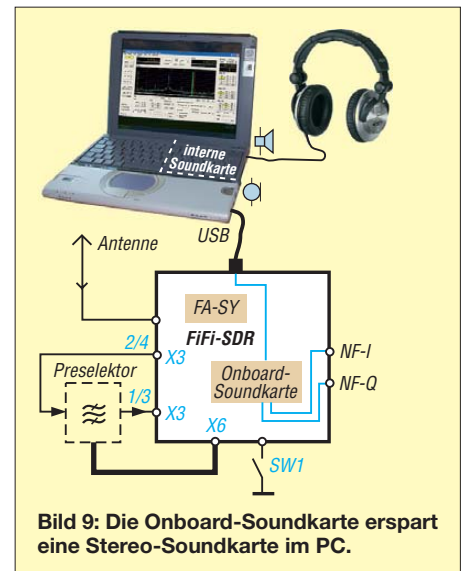 interne
Soundkarte
USB
Antenne
FA-SY
FiFi-SDR
2/4
X3
NF-I
Preselektor
Onboard-
Soundkarte
NF-Q
1/3
X3
X6
SW1
Bild 9: Die Onboard-Soundkarte erspart
eine Stereo-Soundkarte im PC.